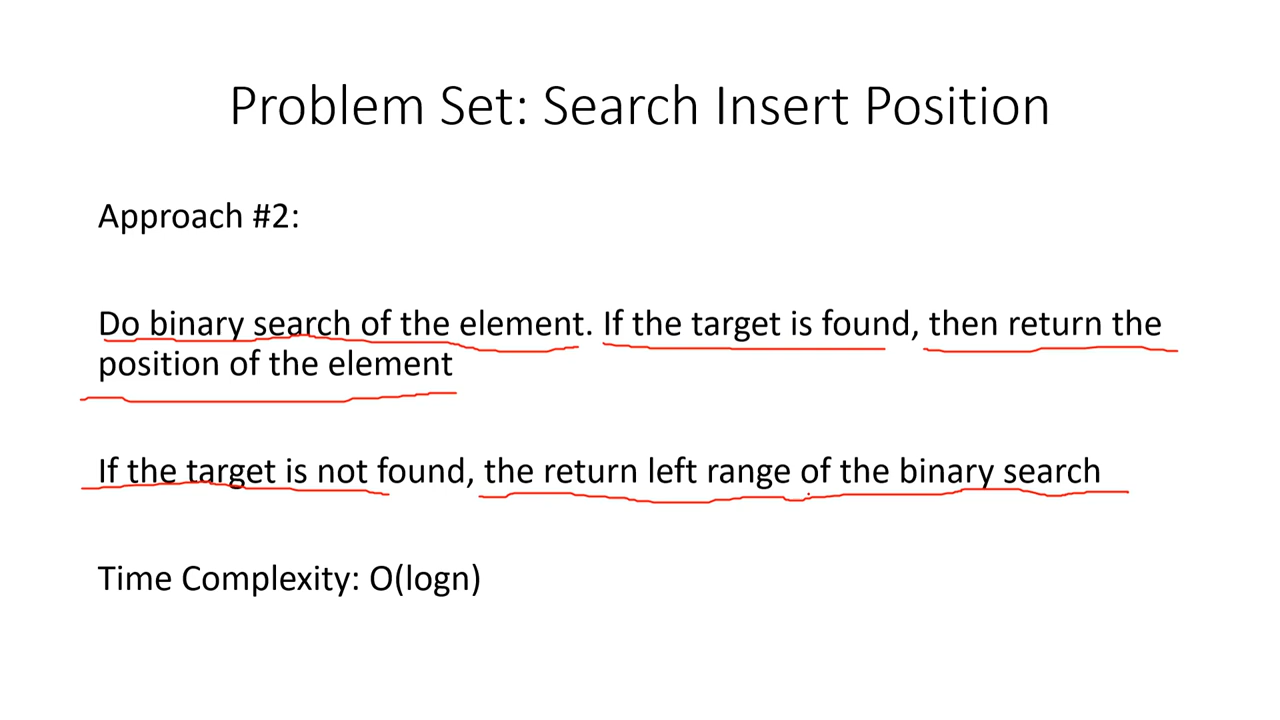 Problem Set: Search Insert Position
Approach #2:
Do binary search of the element. If the target is found, then return the
position of the element
If the target is not found, the return left range of the binary search
Time Complexity: O(logn)